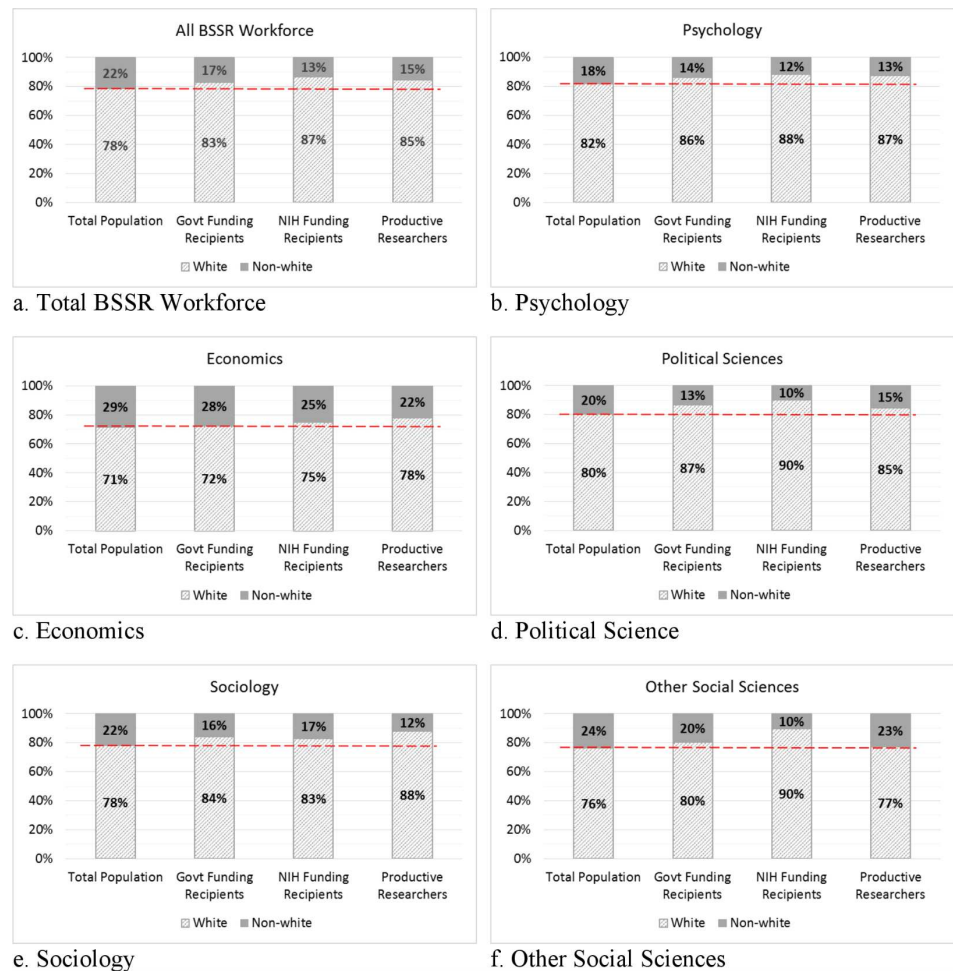 All BSSR Workforce
100%
80%
60%
40%
20%
0%
22%
17%
13%
15%
78%
83%
87%
85%
Total Population
Govt Funding
Recipients
NIH Funding
Recipients
Productive
Researchers
White
Non-white
a. Total BSSR Workforce
Psychology
100%
80%
60%
40%
20%
0%
18%
14%
12%
13%
82%
86%
88%
87%
Total Population
Govt Funding
Recipients
NIH Funding
Recipients
Productive
Researchers
White
Non-white
b. Psychology
Economics
100%
80%
60%
40%
20%
0%
29%
28%
25%
22%
71%
72%
75%
78%
Total Population
Govt Funding
Recipients
NIH Funding
Recipients
Productive
Researchers
White
Non-white
c. Economics
Political Sciences
100%
80%
60%
40%
20%
0%
20%
13%
10%
15%
80%
87%
90%
85%
Total Population
Govt Funding
Recipients
NIH Funding
Recipients
Productive
Researchers
White
Non-white
d. Political Science
Sociology
100%
80%
60%
40%
20%
0%
22%
16%
17%
12%
78%
84%
83%
88%
Total Population
Govt Funding
Recipients
NIH Funding
Recipients
Productive
Researchers
White
Non-white
e. Sociology
Other Social Sciences
100%
80%
60%
40%
20%
0%
24%
20%
10%
23%
76%
80%
90%
77%
Total Population
Govt Funding
Recipients
NIH Funding
Recipients
Productive
Researchers
White
Non-white
f. Other Social Sciences